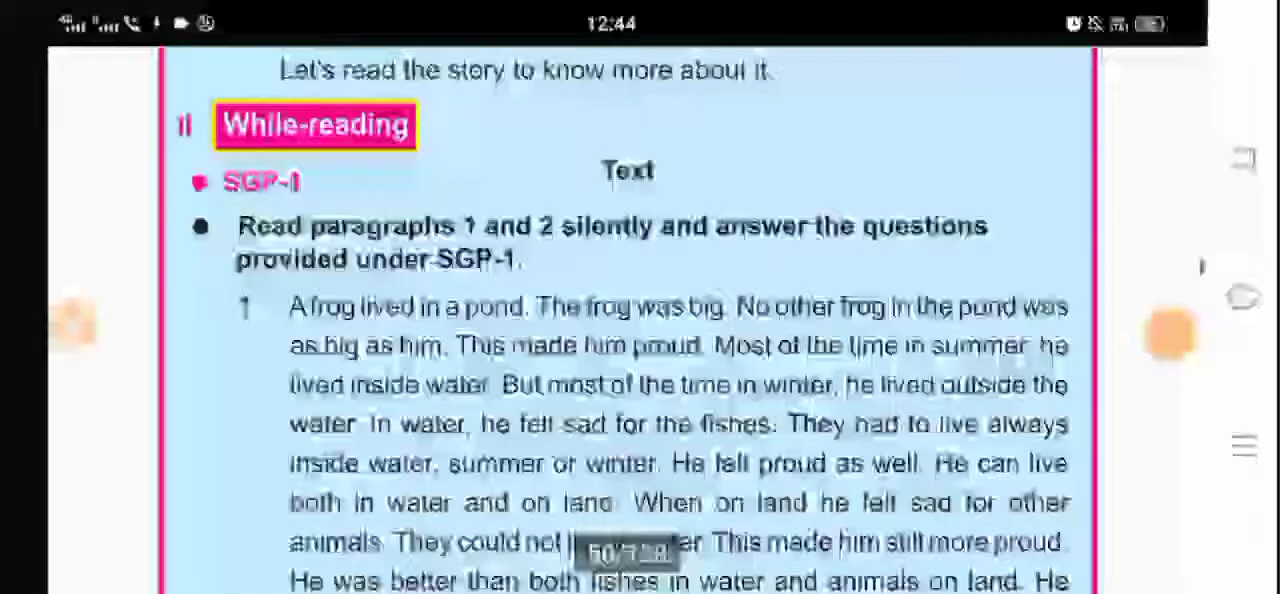 12:44
Let's read the story to know more about it.
II While-reading
Text
SGP-1
Read paragraphs 1 and 2 silently and answer the questions
provided under SGP-1.
1 A frog lived in a pond. The frog was big. No other frog in the pond was
as big as him. This made him proud. Most of the time in summer, he
lived inside water. But most of the time in winter, he lived outside the
water. In water, he felt sad for the fishes. They had to live always
inside water, summer or winter. He felt proud as well. He can live
both in water and on land. When on land he felt sad for other
animals. They could not This made him still more proud.
He was better than both fishes in water and animals on land. He